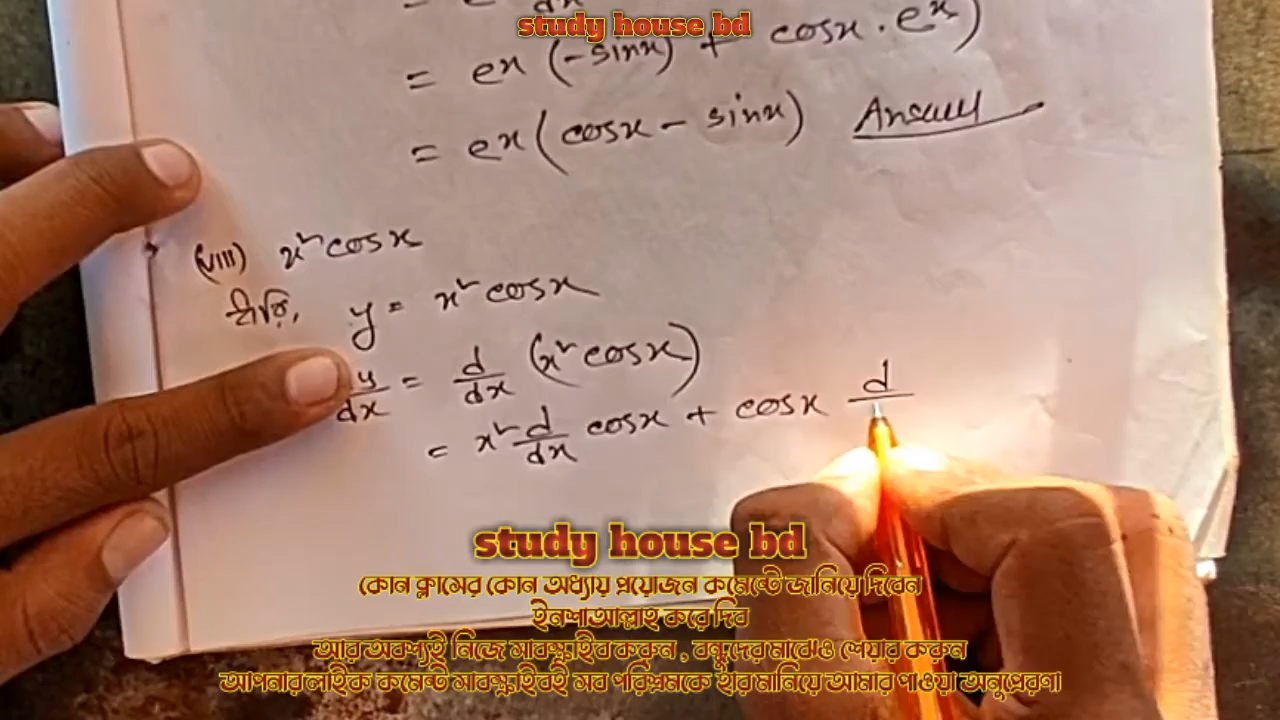 study house bd
= eˣ (-sinx) + cosx · eˣ)
= eˣ (cosx - sinx) Answer
(VIII) x² cosx
ধরি, y = x² cosx
dy/dx = d/dx (x² cosx)
= x² d/dx cosx + cosx d
study house bd
কোন ক্লাসের কোন অধ্যায় প্রয়োজন কমেন্টে জানিয়ে দিবেন
ইনশাআল্লাহ করে দিব
আর অবশ্যই নিজে সাবস্ক্রাইব করুন , বন্ধুদের মাঝেও শেয়ার করুন
আপনার লাইক কমেন্ট সাবস্ক্রাইবই সব পরিশ্রমকে হার মানিয়ে আমার পাওয়া অনুপ্রেরণা